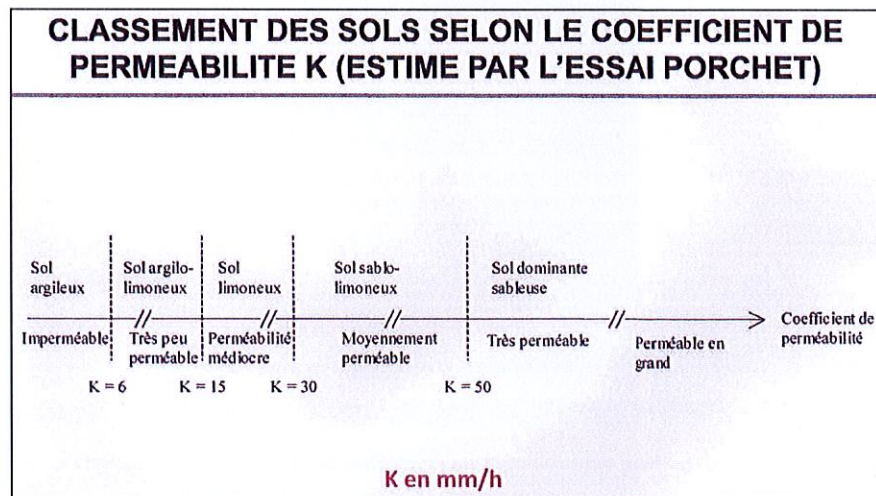 CLASSEMENT DES SOLS SELON LE COEFFICIENT DE
PERMEABILITE K (ESTIME PAR L'ESSAI PORCHET)
Sol
argileux
Sol argilo-
limoneux
Sol
limoneux
Sol sablo-
limoneux
Sol dominante
sableuse
Imperméable
Très peu
perméable
Perméabilité
médiocre
Moyennement
perméable
Très perméable
Perméable en
grand
Coefficient de
perméabilité
K = 6
K = 15
K = 30
K = 50
K en mm/h